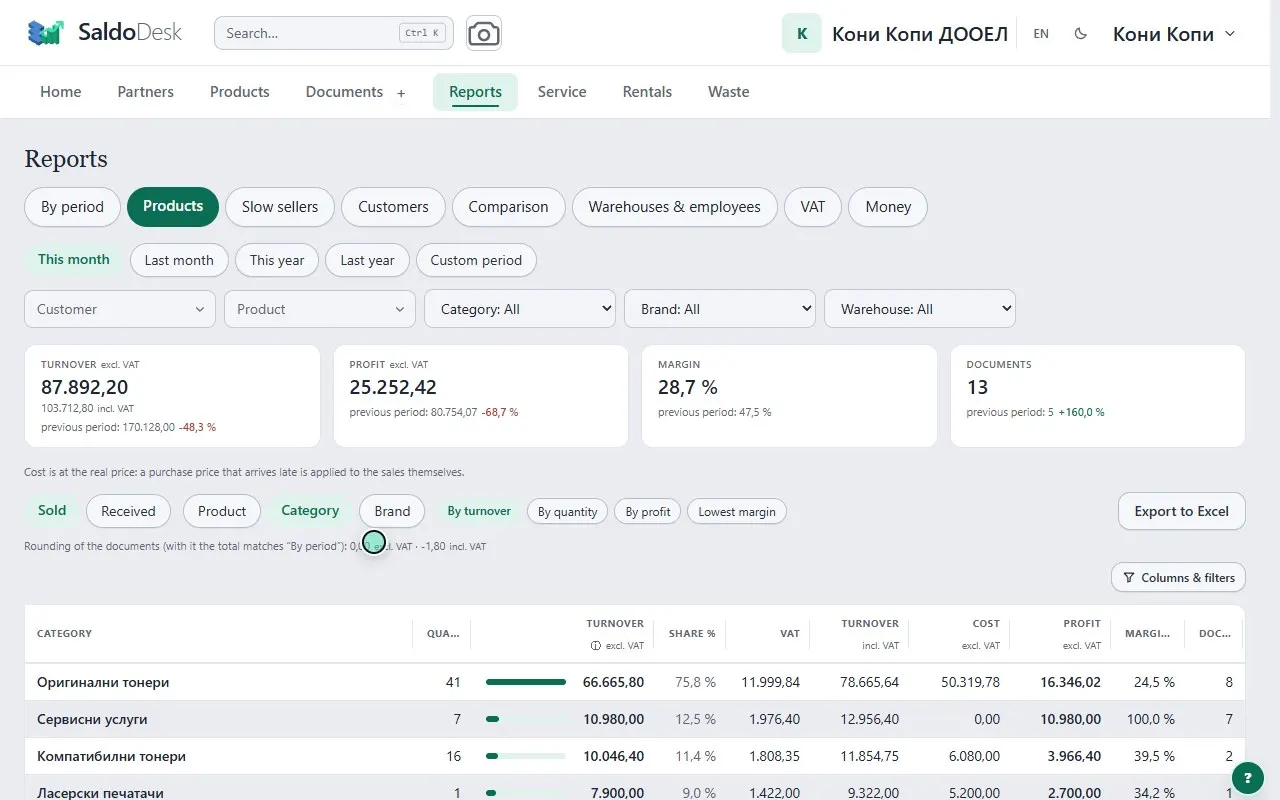 SaldoDesk
Search... Ctrl K
К Кони Копи ДООЕЛ EN Кони Копи
Home Partners Products Documents + Reports Service Rentals Waste
Reports
By period Products Slow sellers Customers Comparison Warehouses & employees VAT Money
This month Last month This year Last year Custom period
Customer Product Category: All Brand: All Warehouse: All
TURNOVER excl. VAT
87.892,20
103.712,80 incl. VAT
previous period: 170.128,00 -48,3 %
PROFIT excl. VAT
25.252,42
previous period: 80.754,07 -68,7 %
MARGIN
28,7 %
previous period: 47,5 %
DOCUMENTS
13
previous period: 5 +160,0 %
Cost is at the real price: a purchase price that arrives late is applied to the sales themselves.
Sold Received Product Category Brand By turnover By quantity By profit Lowest margin Export to Excel
Rounding of the documents (with it the total matches "By period"): VAT · -1,80 incl. VAT
Columns & filters
CATEGORY QUA... TURNOVER excl. VAT SHARE % VAT TURNOVER incl. VAT COST excl. VAT PROFIT excl. VAT MARGI... DOC...
Оригинални тонери 41 66.665,80 75,8 % 11.999,84 78.665,64 50.319,78 16.346,02 24,5 % 8
Сервисни услуги 7 10.980,00 12,5 % 1.976,40 12.956,40 0,00 10.980,00 100,0 % 7
Компатибилни тонери 16 10.046,40 11,4 % 1.808,35 11.854,75 6.080,00 3.966,40 39,5 % 2
Ласерски печатачи 1 7.900,00 9,0 % 1.422,00 9.322,00 5.200,00 2.700,00 34,2 % 1
?